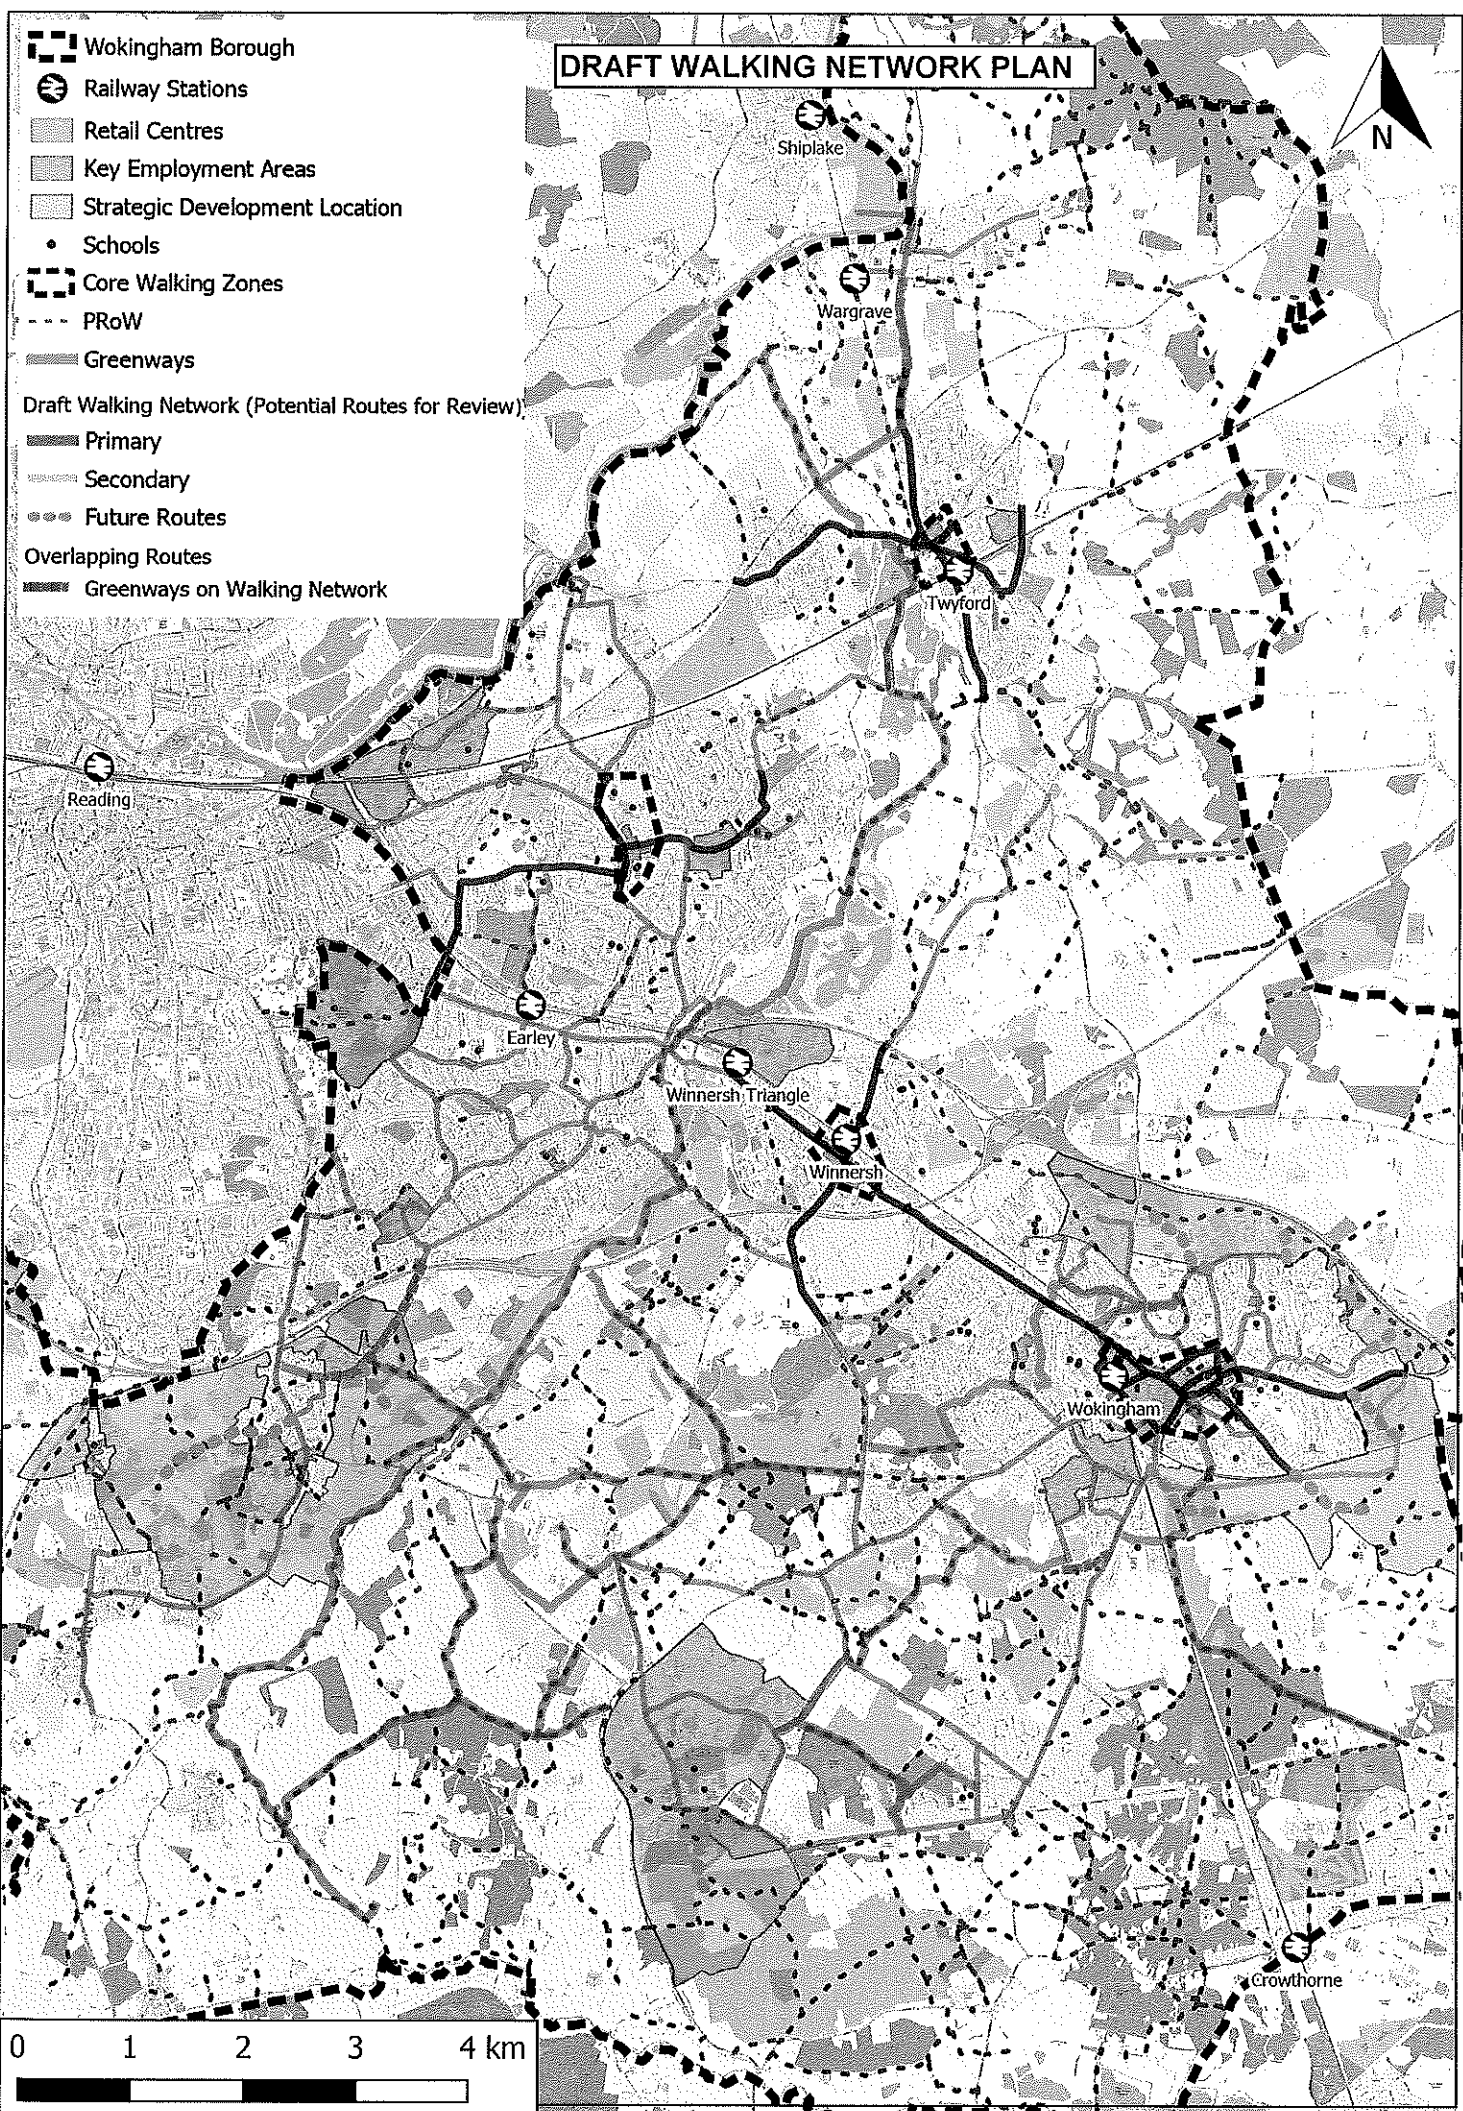 Wokingham Borough
Railway Stations
Retail Centres
Key Employment Areas
Strategic Development Location
Schools
Core Walking Zones
PRoW
Greenways
Draft Walking Network (Potential Routes for Review)
Primary
Secondary
Future Routes
Overlapping Routes
Greenways on Walking Network
DRAFT WALKING NETWORK PLAN
N
Shiplake
Wargrave
Twyford
Reading
Earley
Winnersh Triangle
Winnersh
Wokingham
Crowthorne
0 1 2 3 4 km